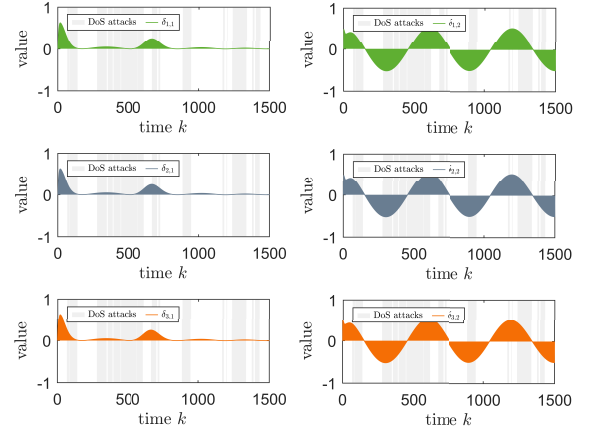 1
0
-1
value
DoS attacks δ1,1
0 500 1000 1500
time k
1
0
-1
value
DoS attacks δ1,2
0 500 1000 1500
time k
1
0
-1
value
DoS attacks δ2,1
0 500 1000 1500
time k
1
0
-1
value
DoS attacks
0 500 1000 1500
time k
1
0
-1
value
DoS attacks δ3,1
0 500 1000 1500
time k
1
0
-1
value
DoS attacks δ3,2
0 500 1000 1500
time k